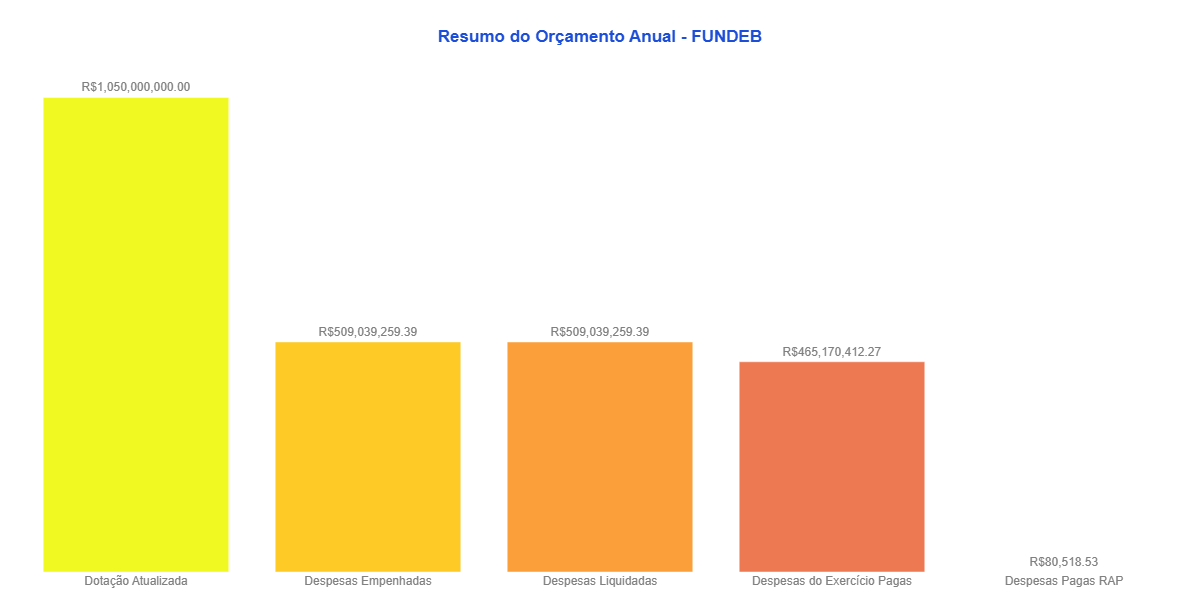 Resumo do Orçamento Anual - FUNDEB
R$1,050,000,000.00
R$509,039,259.39
R$509,039,259.39
R$465,170,412.27
R$80,518.53
Dotação Atualizada
Despesas Empenhadas
Despesas Liquidadas
Despesas do Exercício Pagas
Despesas Pagas RAP